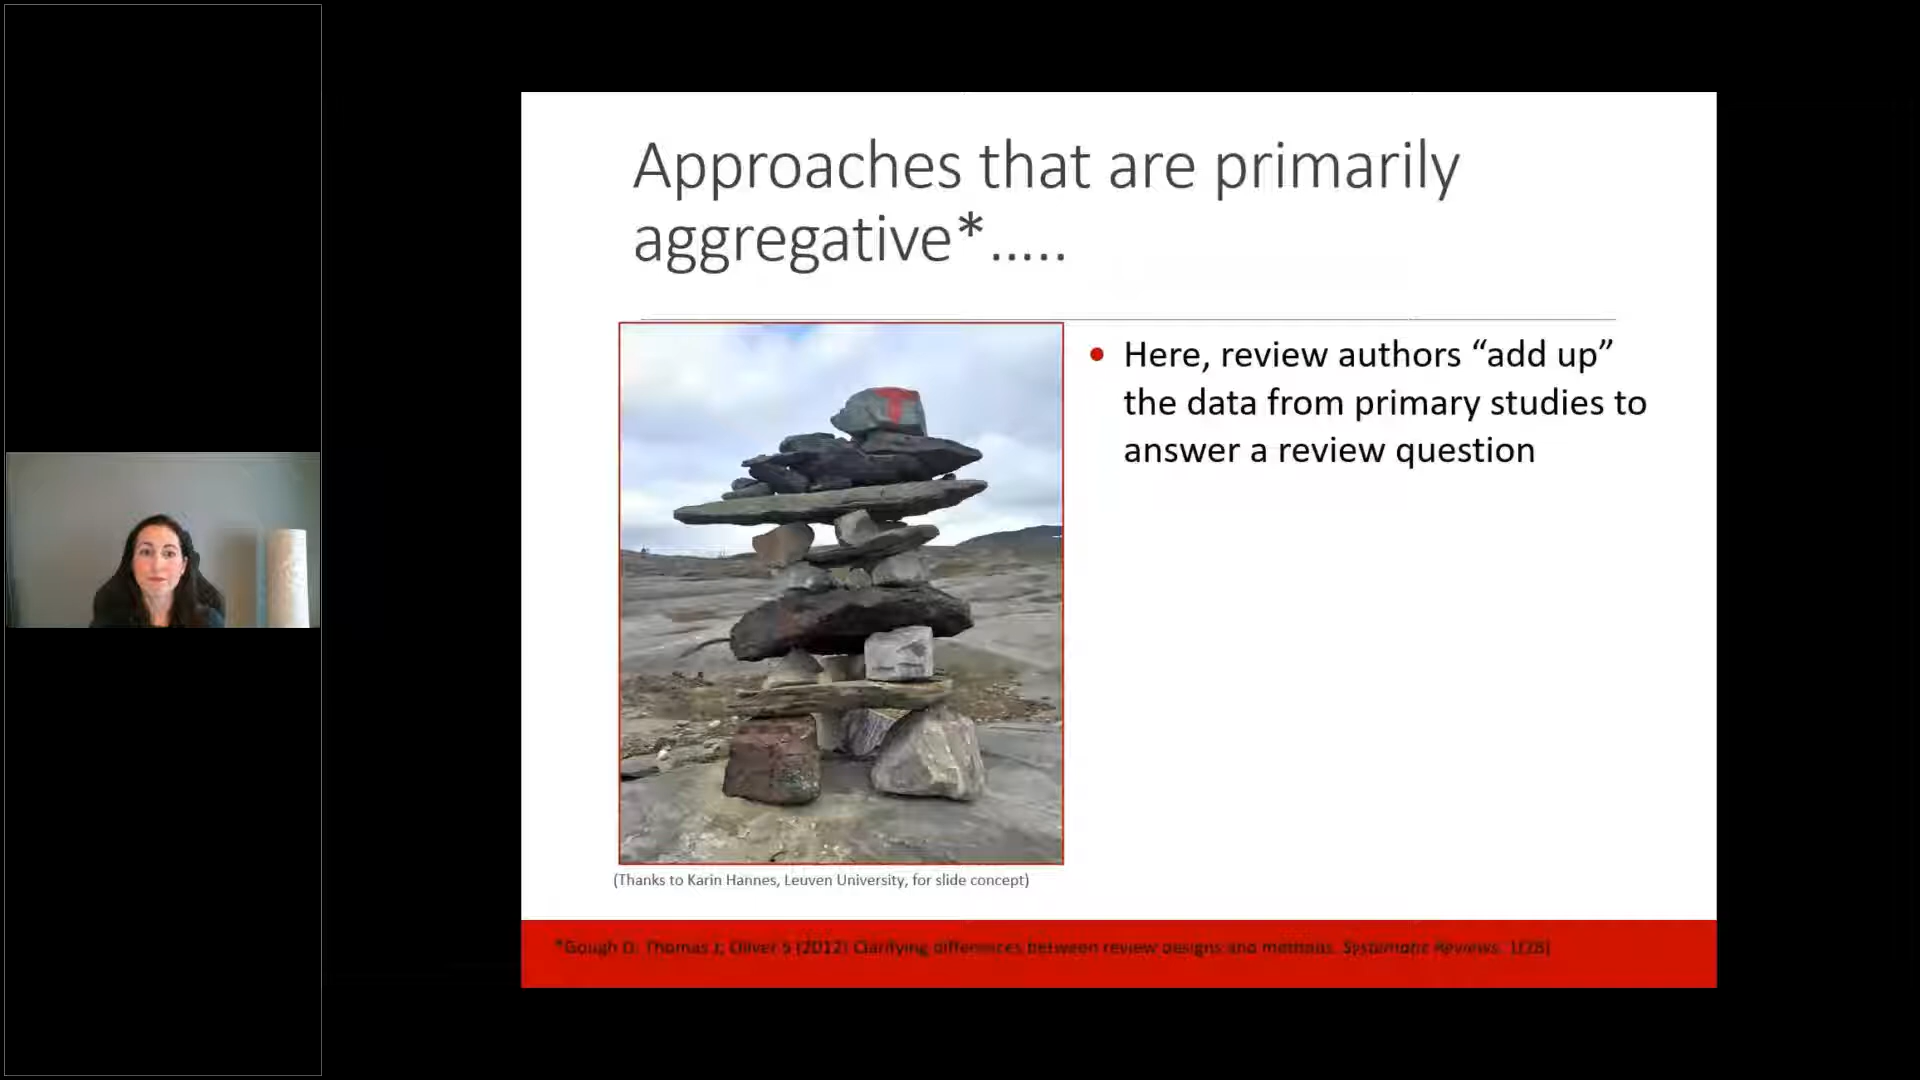 Approaches that are primarily
aggregative*.....
T
• Here, review authors “add up”
the data from primary studies to
answer a review question
(Thanks to Karin Hannes, Leuven University, for slide concept)
*Gough D, Thomas J, Oliver S (2012) Clarifying differences between review designs and methods. Systematic Reviews. 1(28)